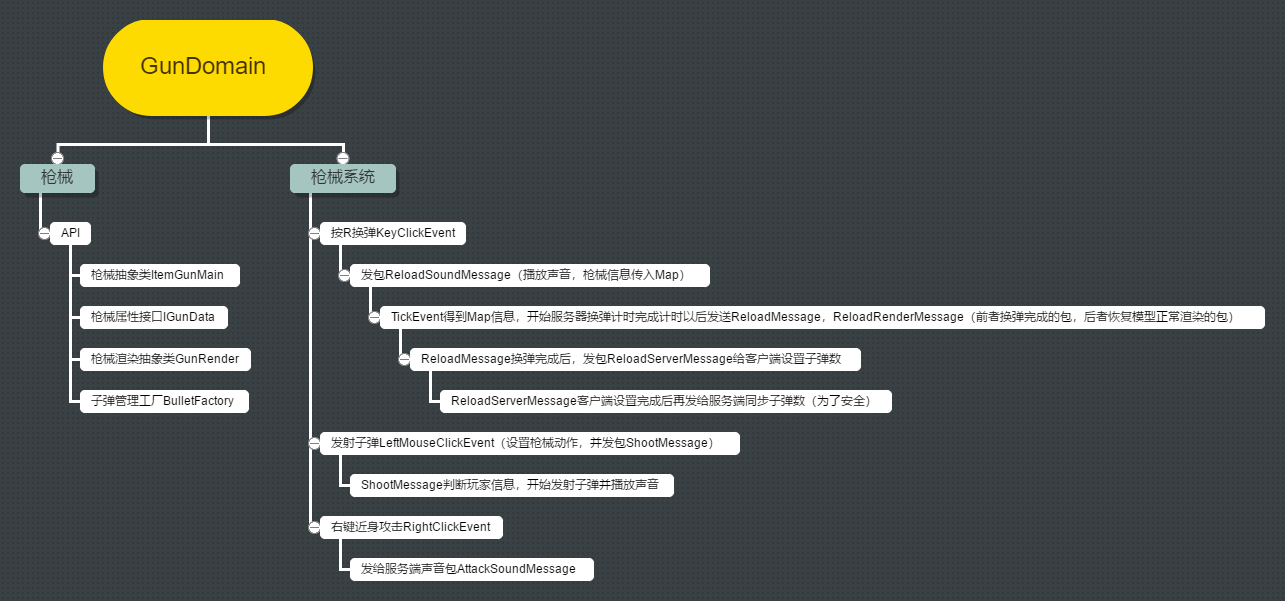 GunDomain
枪械
枪械系统
API
按R换弹KeyClickEvent
枪械抽象类ItemGunMain
发包ReloadSoundMessage（播放声音，枪械信息传入Map）
枪械属性接口IGunData
TickEvent得到Map信息，开始服务器换弹计时完成计时以后发送ReloadMessage，ReloadRenderMessage（前者换弹完成的包，后者恢复模型正常渲染的包）
枪械渲染抽象类GunRender
ReloadMessage换弹完成后，发包ReloadServerMessage给客户端设置子弹数
子弹管理工厂BulletFactory
ReloadServerMessage客户端设置完成后再发给服务端同步子弹数（为了安全）
发射子弹LeftMouseClickEvent（设置枪械动作，并发包ShootMessage）
ShootMessage判断玩家信息，开始发射子弹并播放声音
右键近身攻击RightClickEvent
发给服务端声音包AttackSoundMessage